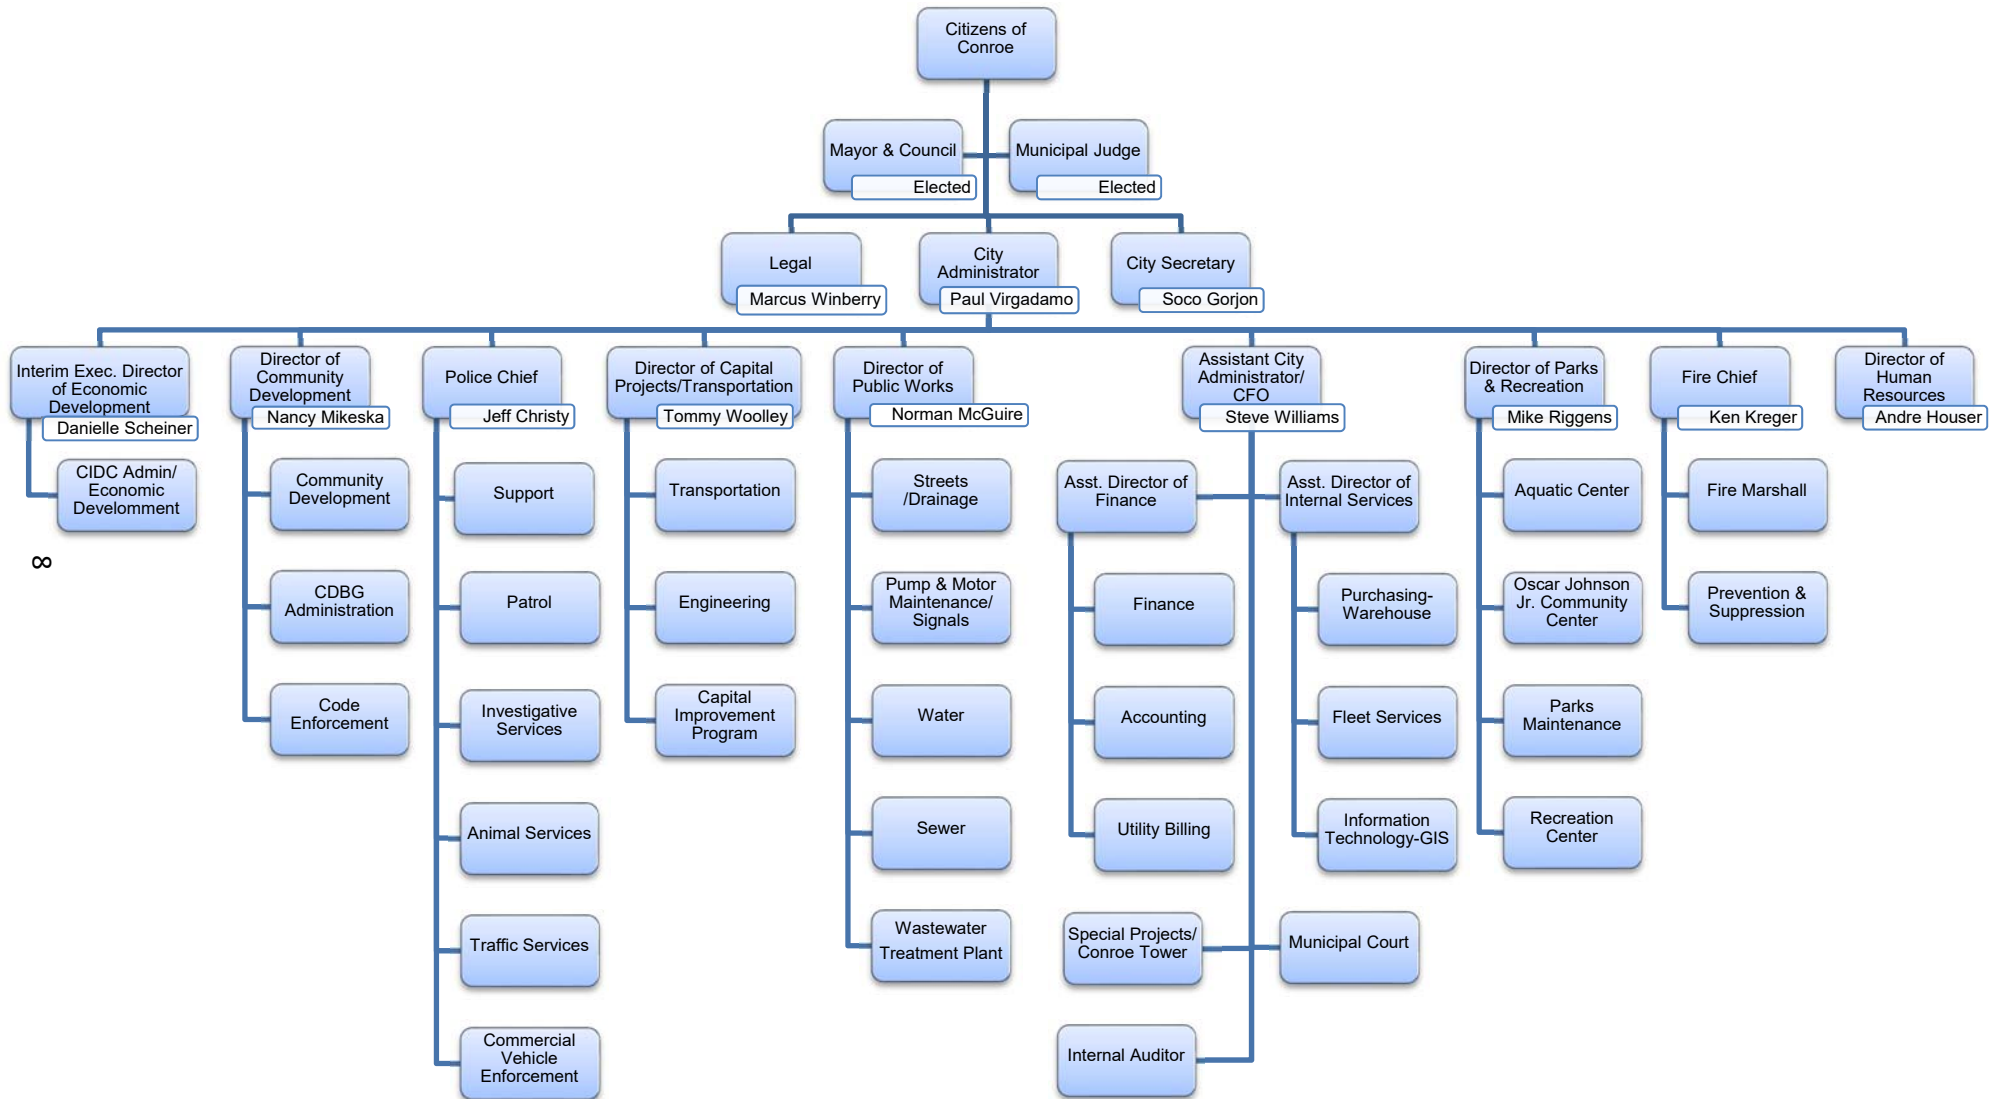 Citizens of
Conroe
Mayor & Council
Elected
Municipal Judge
Elected
Legal
Marcus Winberry
City
Administrator
Paul Virgadamo
City Secretary
Soco Gorjon
Interim Exec. Director
of Economic
Development
Danielle Scheiner
CIDC Admin/
Economic
Develomment
∞
Director of
Community
Development
Nancy Mikeska
Community
Development
CDBG
Administration
Code
Enforcement
Police Chief
Jeff Christy
Support
Patrol
Investigative
Services
Animal Services
Traffic Services
Commercial
Vehicle
Enforcement
Director of Capital
Projects/Transportation
Tommy Woolley
Transportation
Engineering
Capital
Improvement
Program
Director of
Public Works
Norman McGuire
Streets
/Drainage
Pump & Motor
Maintenance/
Signals
Water
Sewer
Wastewater
Treatment Plant
Assistant City
Administrator/
CFO
Steve Williams
Asst. Director of
Finance
Finance
Accounting
Utility Billing
Asst. Director of
Internal Services
Purchasing-
Warehouse
Fleet Services
Information
Technology-GIS
Special Projects/
Conroe Tower
Municipal Court
Internal Auditor
Director of Parks
& Recreation
Mike Riggens
Aquatic Center
Oscar Johnson
Jr. Community
Center
Parks
Maintenance
Recreation
Center
Fire Chief
Ken Kreger
Fire Marshall
Prevention &
Suppression
Director of
Human
Resources
Andre Houser